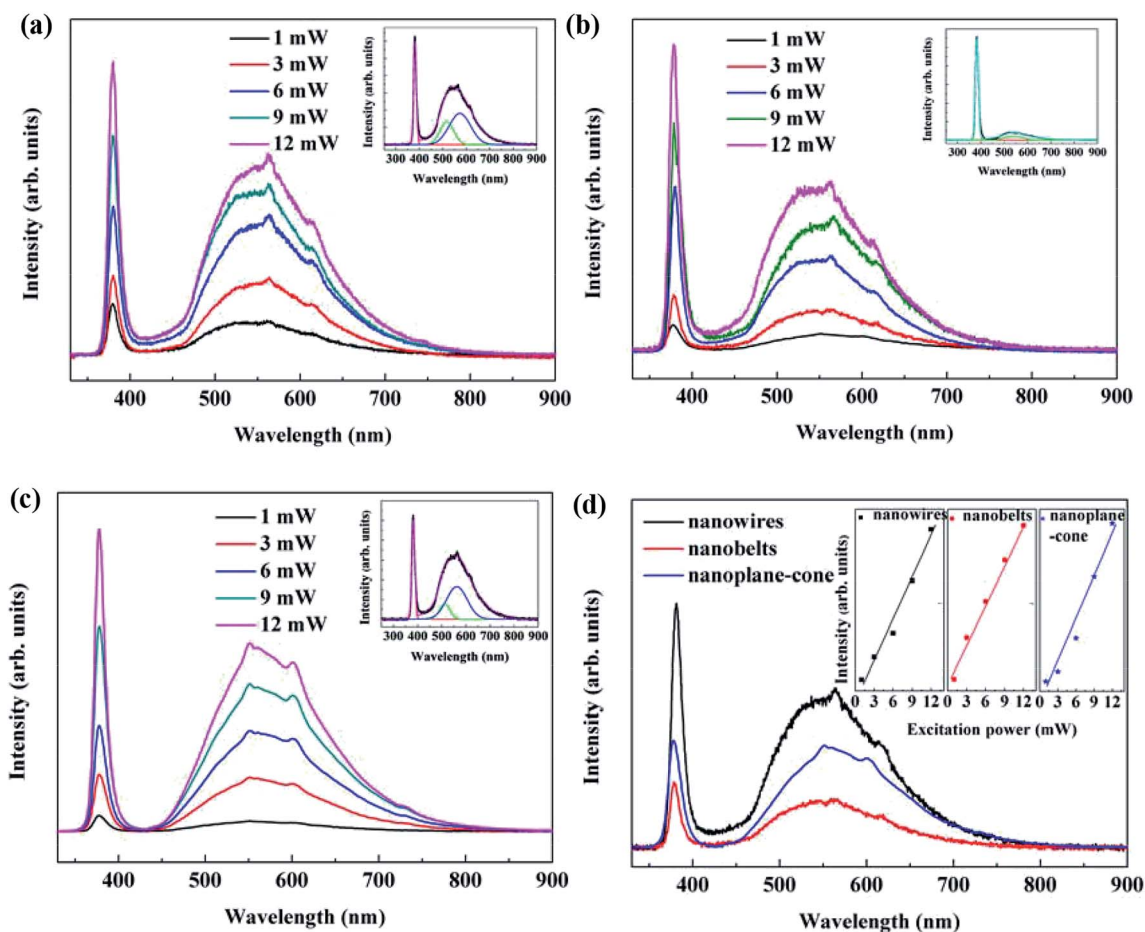 (a)
1 mW
3 mW
6 mW
9 mW
12 mW
Intensity (arb. units)
300 400 500 600 700 800 900
Wavelength (nm)
Intensity (arb. units)
400 500 600 700 800 900
Wavelength (nm)
(b)
1 mW
3 mW
6 mW
9 mW
12 mW
Intensity (arb. units)
300 400 500 600 700 800 900
Wavelength (nm)
Intensity (arb. units)
400 500 600 700 800 900
Wavelength (nm)
(c)
1 mW
3 mW
6 mW
9 mW
12 mW
Intensity (arb. units)
300 400 500 600 700 800 900
Wavelength (nm)
Intensity (arb. units)
400 500 600 700 800 900
Wavelength (nm)
(d)
nanowires
nanobelts
nanoplane-cone
Intensity (arb. units)
nanowires
nanobelts
nanoplane
-cone
0 3 6 9 12 0 3 6 9 12 0 3 6 9 12
Excitation power (mW)
Intensity (arb. units)
400 500 600 700 800 900
Wavelength (nm)